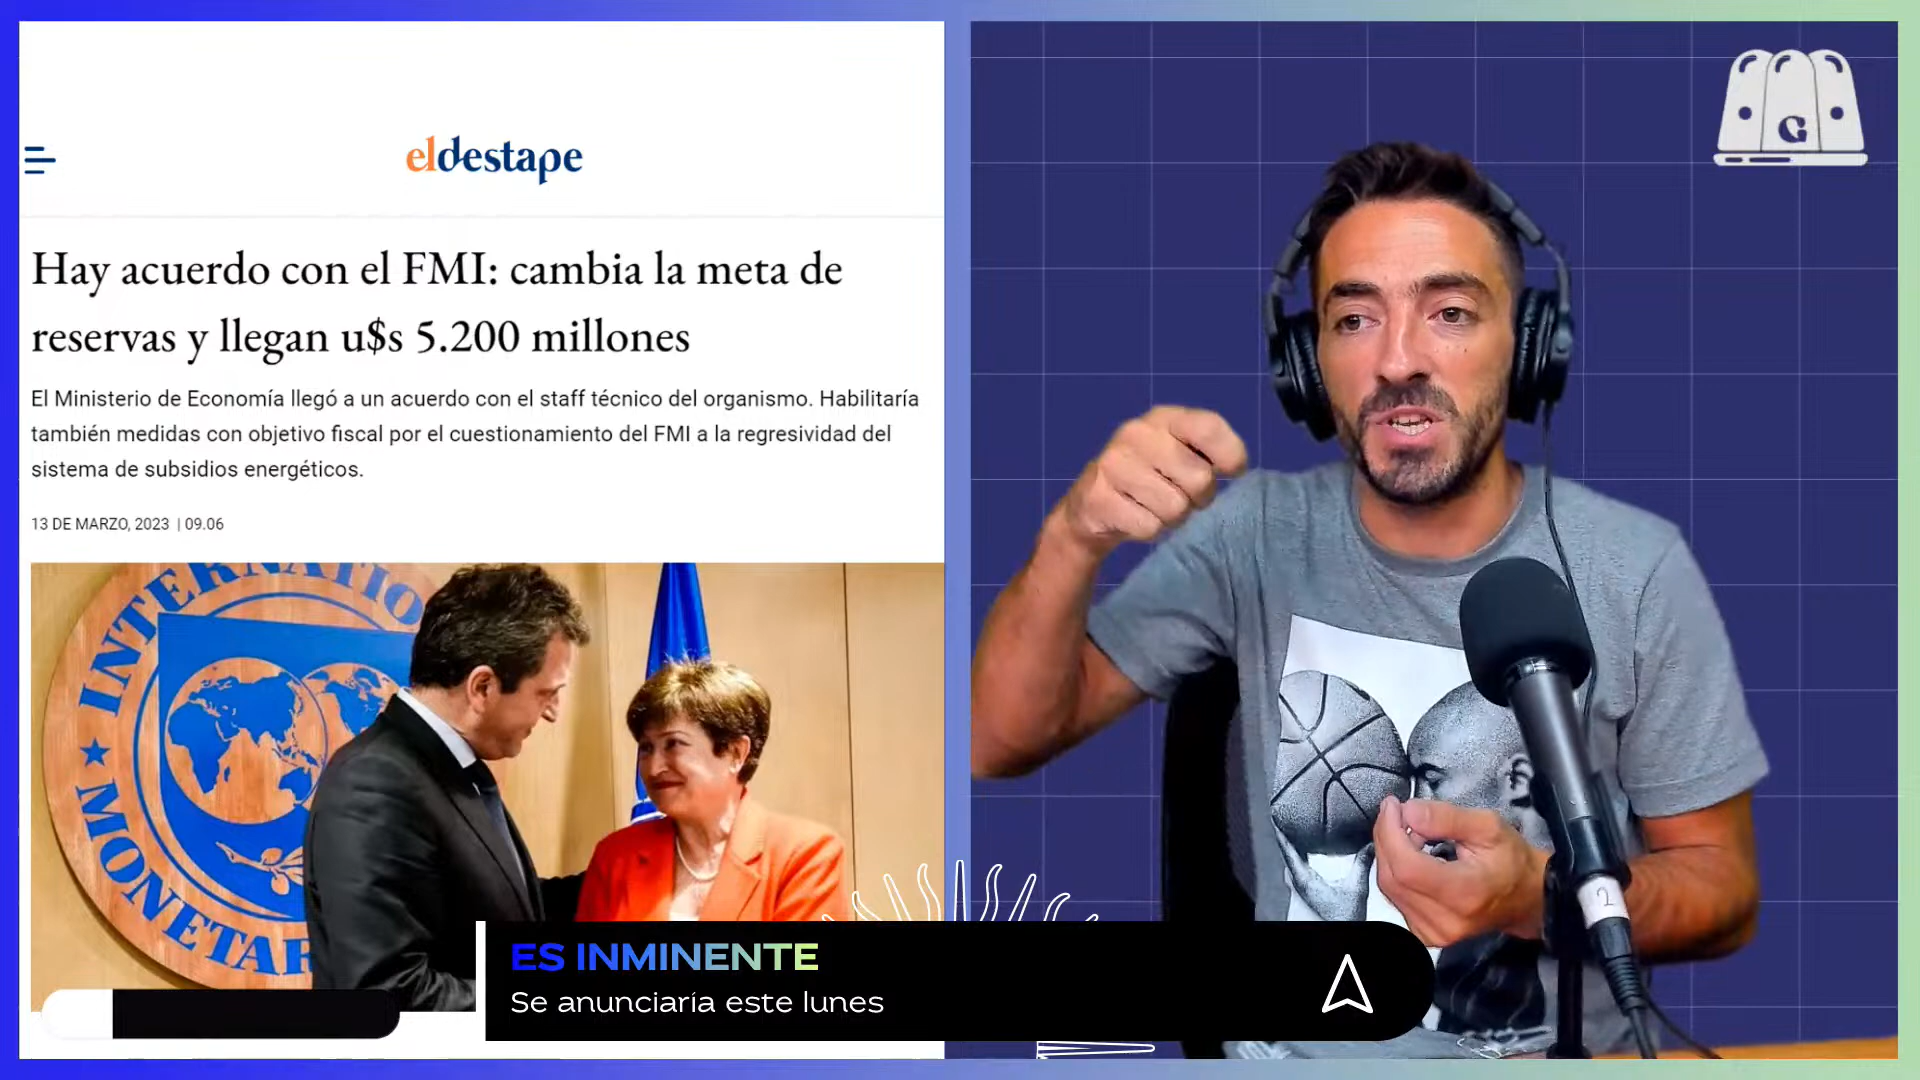 eldestape
Hay acuerdo con el FMI: cambia la meta de
reservas y llegan u$s 5.200 millones
El Ministerio de Economía llegó a un acuerdo con el staff técnico del organismo. Habilitaría
también medidas con objetivo fiscal por el cuestionamiento del FMI a la regresividad del
sistema de subsidios energéticos.
13 DE MARZO, 2023 | 09.06
INTERNATIO
MONETAR
G
2
ES INMINENTE
Se anunciaría este lunes